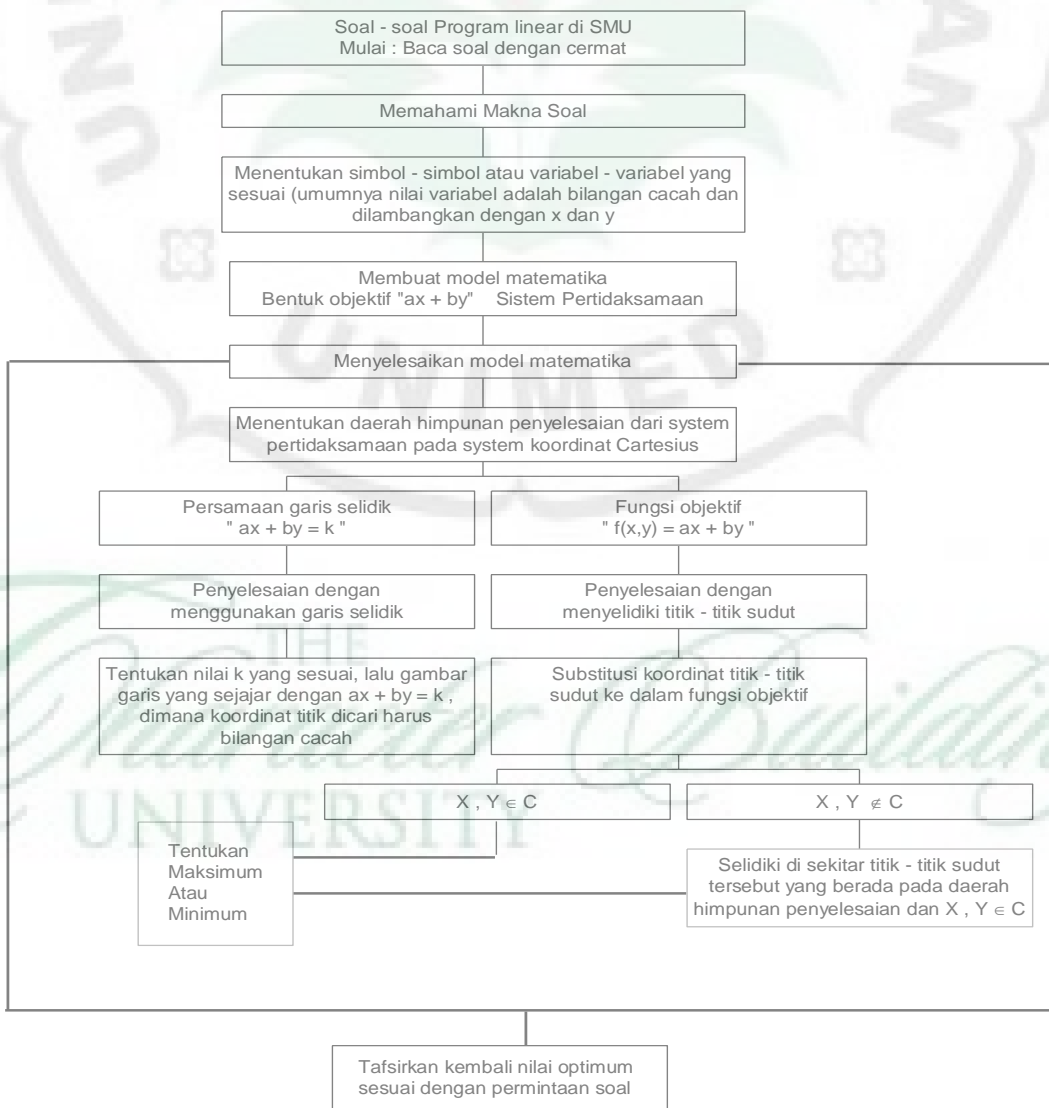 Soal - soal Program linear di SMU
Mulai : Baca soal dengan cermat
Memahami Makna Soal
Menentukan simbol - simbol atau variabel - variabel yang
sesuai (umumnya nilai variabel adalah bilangan cacah dan
dilambangkan dengan x dan y
Membuat model matematika
Bentuk objektif "ax + by" Sistem Pertidaksamaan
Menyelesaikan model matematika
Menentukan daerah himpunan penyelesaian dari system
pertidaksamaan pada system koordinat Cartesius
Persamaan garis selidik
" ax + by = k "
Fungsi objektif
" f(x,y) = ax + by "
Penyelesaian dengan
menggunakan garis selidik
Penyelesaian dengan
menyelidiki titik - titik sudut
Tentukan nilai k yang sesuai, lalu gambar
garis yang sejajar dengan ax + by = k ,
dimana koordinat titik dicari harus
bilangan cacah
Substitusi koordinat titik - titik
sudut ke dalam fungsi objektif
X , Y ∈ C
X , Y ∉ C
Tentukan
Maksimum
Atau
Minimum
Selidiki di sekitar titik - titik sudut
tersebut yang berada pada daerah
himpunan penyelesaian dan X , Y ∈ C
Tafsirkan kembali nilai optimum
sesuai dengan permintaan soal
UNIMED
THE
Character Building
UNIVERSITY